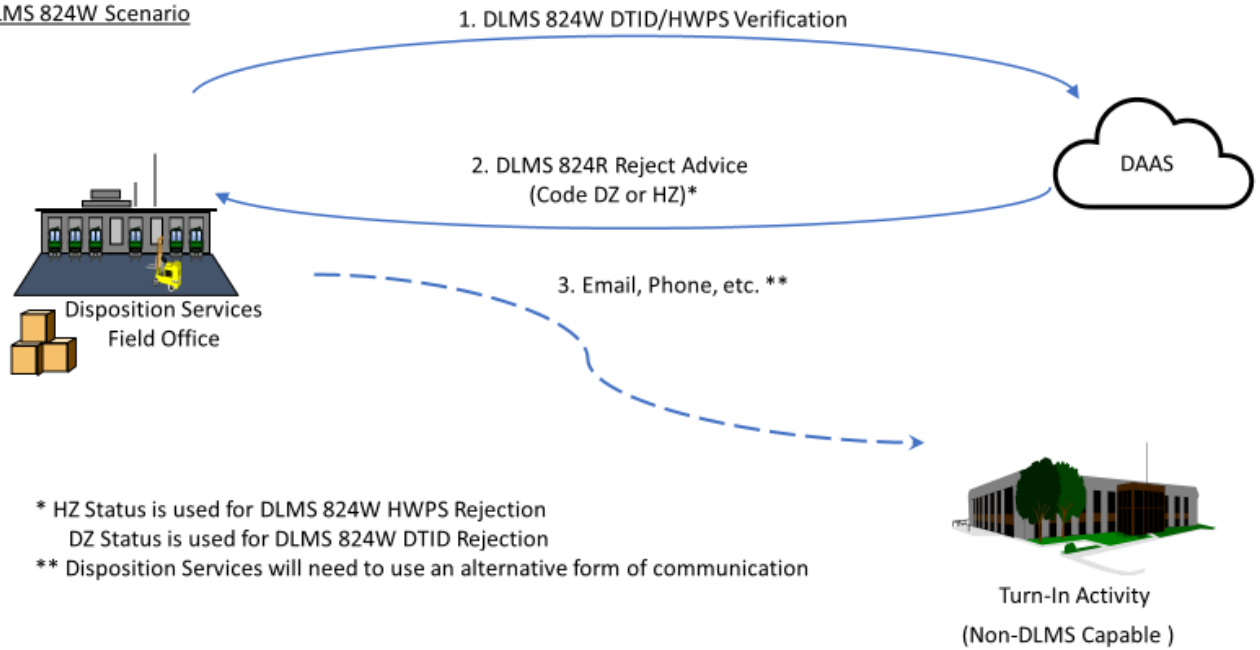 LMS 824W Scenario
1. DLMS 824W DTID/HWPS Verification
DAAS
2. DLMS 824R Reject Advice
(Code DZ or HZ)*
3. Email, Phone, etc. **
Disposition Services
Field Office
* HZ Status is used for DLMS 824W HWPS Rejection
DZ Status is used for DLMS 824W DTID Rejection
** Disposition Services will need to use an alternative form of communication
Turn-In Activity
(Non-DLMS Capable )